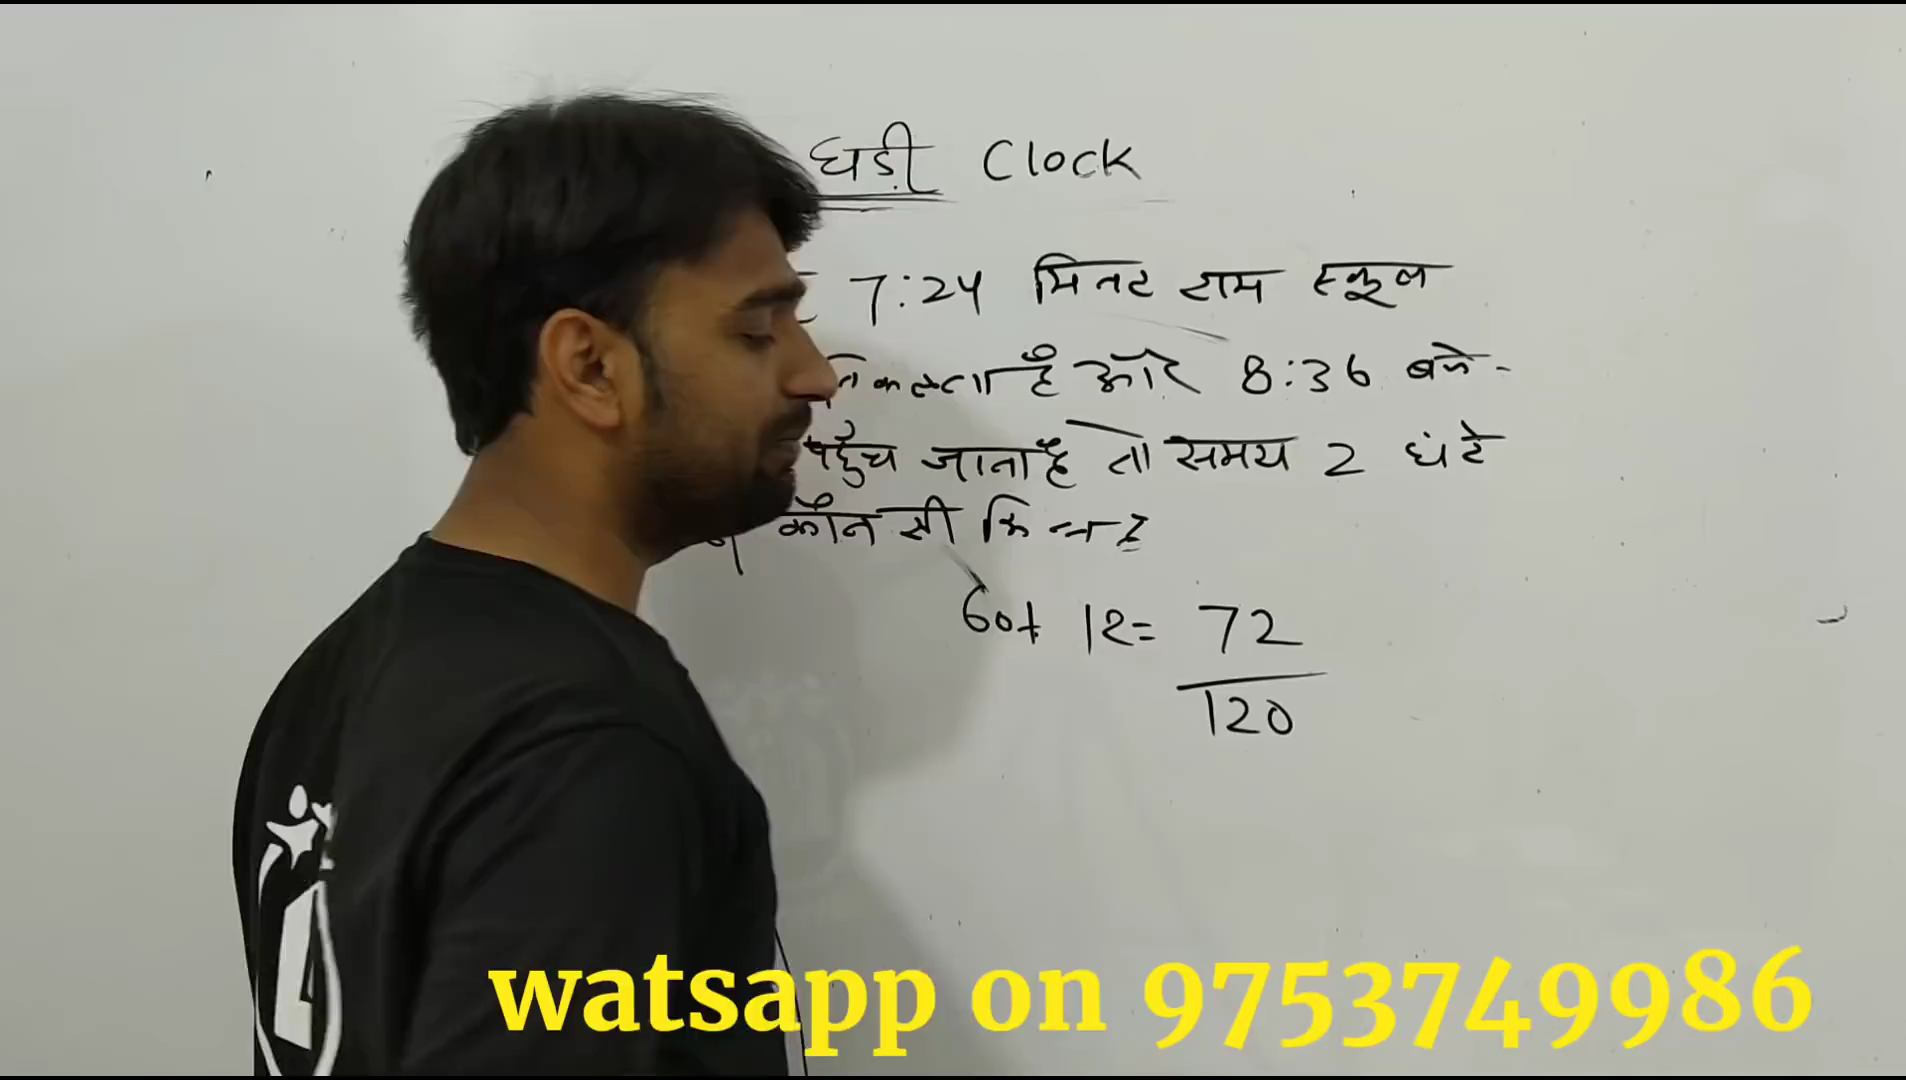 घड़ी Clock
7:24 मिनट राम स्कूल
निकलता है और 8:36 बजे
पहुँच जाता है तो समय 2 घंटे
कौन सी भिन्न है
60+ 12= 72
120
watsapp on 9753749986